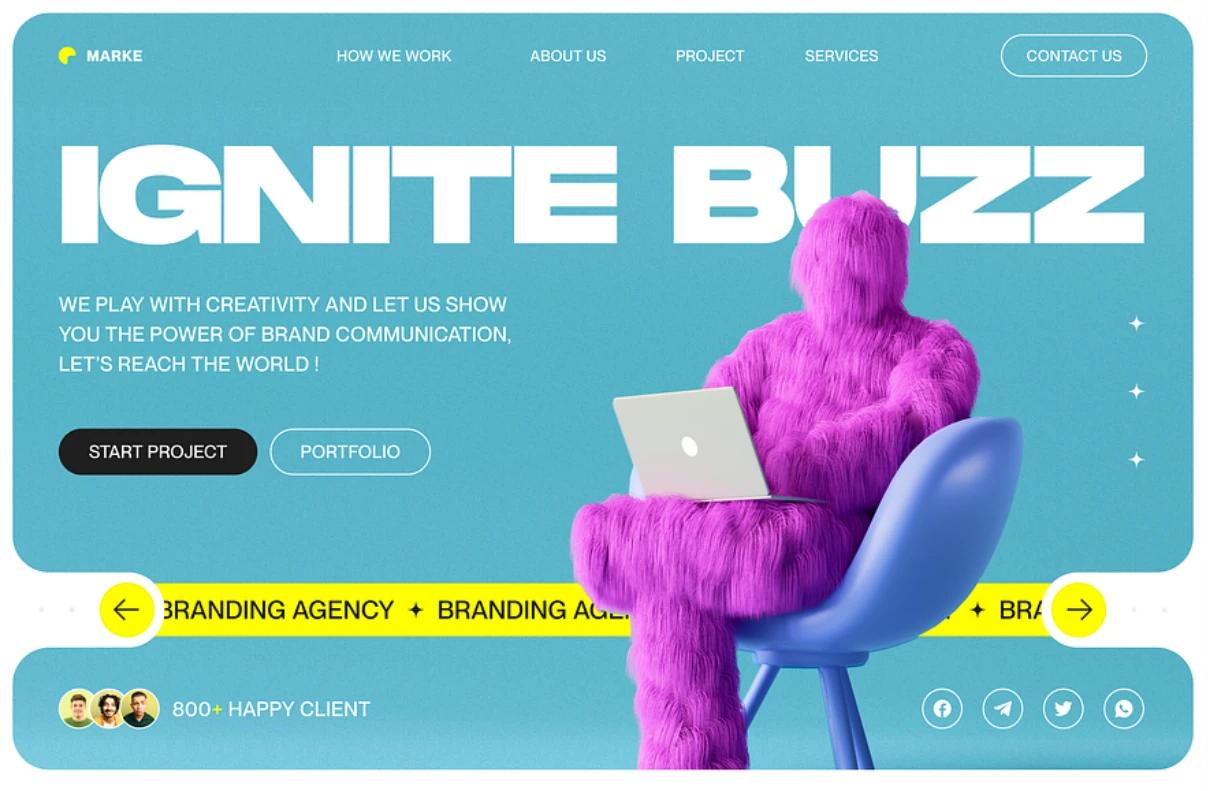 MARKE
HOW WE WORK
ABOUT US
PROJECT
SERVICES
CONTACT US
IGNITE BUZZ
WE PLAY WITH CREATIVITY AND LET US SHOW
YOU THE POWER OF BRAND COMMUNICATION,
LET'S REACH THE WORLD !
START PROJECT
PORTFOLIO
BRANDING AGENCY ✦ BRANDING AGE ✦ BRA
800+ HAPPY CLIENT